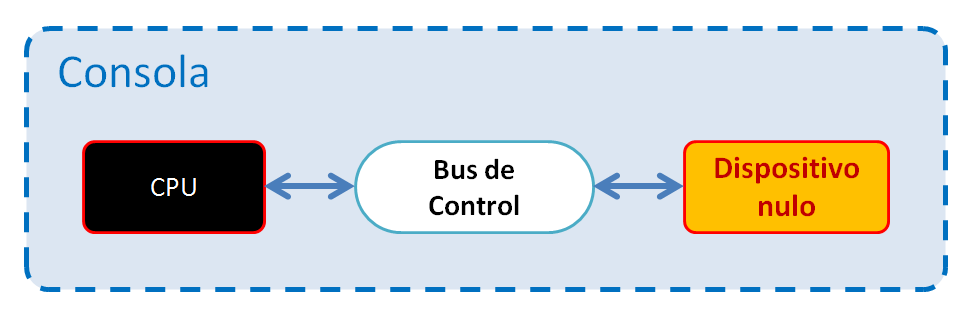 Consola
CPU
Bus de
Control
Dispositivo
nulo